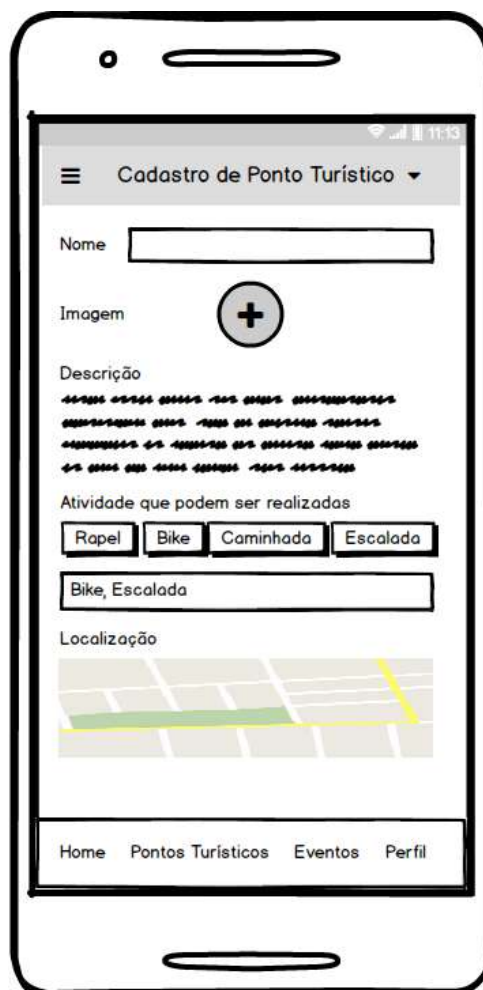 11:13
Cadastro de Ponto Turístico
Nome
Imagem
Descrição
Atividade que podem ser realizadas
Rapel Bike Caminhada Escalada
Bike, Escalada
Localização
Home Pontos Turísticos Eventos Perfil